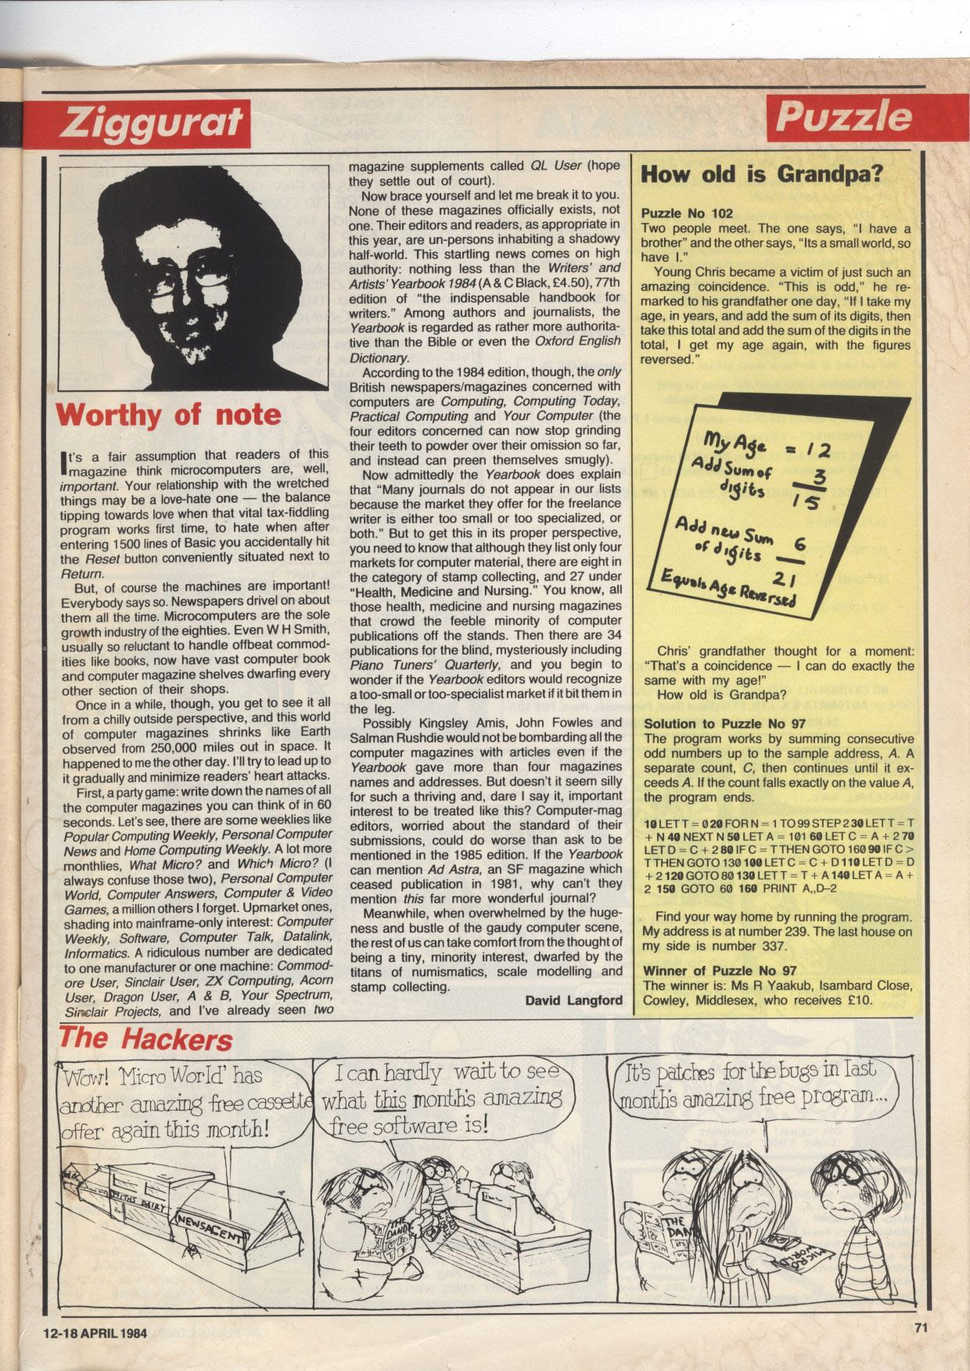 Ziggurat
Puzzle
Worthy of note
It's a fair assumption that readers of this
magazine think microcomputers are, well,
important. Your relationship with the wretched
things may be a love-hate one — the balance
tipping towards love when that vital tax-fiddling
program works first time, to hate when after
entering 1500 lines of Basic you accidentally hit
the Reset button conveniently situated next to
Return.
But, of course the machines are important!
Everybody says so. Newspapers drivel on about
them all the time. Microcomputers are the sole
growth industry of the eighties. Even W H Smith,
usually so reluctant to handle offbeat commod-
ities like books, now have vast computer book
and computer magazine shelves dwarfing every
other section of their shops.
Once in a while, though, you get to see it all
from a chilly outside perspective, and this world
of computer magazines shrinks like Earth
observed from 250,000 miles out in space. It
happened to me the other day. I'll try to lead up to
it gradually and minimize readers' heart attacks.
First, a party game: write down the names of all
the computer magazines you can think of in 60
seconds. Let's see, there are some weeklies like
Popular Computing Weekly, Personal Computer
News and Home Computing Weekly. A lot more
monthlies, What Micro? and Which Micro? (I
always confuse those two), Personal Computer
World, Computer Answers, Computer & Video
Games, a million others I forget. Upmarket ones,
shading into mainframe-only interest: Computer
Weekly, Software, Computer Talk, Datalink,
Informatics. A ridiculous number are dedicated
to one manufacturer or one machine: Commod-
ore User, Sinclair User, ZX Computing, Acorn
User, Dragon User, A & B, Your Spectrum,
Sinclair Projects, and I've already seen two
magazine supplements called QL User (hope
they settle out of court).
Now brace yourself and let me break it to you.
None of these magazines officially exists, not
one. Their editors and readers, as appropriate in
this year, are un-persons inhabiting a shadowy
half-world. This startling news comes on high
authority: nothing less than the Writers' and
Artists' Yearbook 1984 (A & C Black, £4.50), 77th
edition of "the indispensable handbook for
writers." Among authors and journalists, the
Yearbook is regarded as rather more authorita-
tive than the Bible or even the Oxford English
Dictionary.
According to the 1984 edition, though, the only
British newspapers/magazines concerned with
computers are Computing, Computing Today,
Practical Computing and Your Computer (the
four editors concerned can now stop grinding
their teeth to powder over their omission so far,
and instead can preen themselves smugly).
Now admittedly the Yearbook does explain
that "Many journals do not appear in our lists
because the market they offer for the freelance
writer is either too small or too specialized, or
both." But to get this in its proper perspective,
you need to know that although they list only four
markets for computer material, there are eight in
the category of stamp collecting, and 27 under
"Health, Medicine and Nursing." You know, all
those health, medicine and nursing magazines
that crowd the feeble minority of computer
publications off the stands. Then there are 34
publications for the blind, mysteriously including
Piano Tuners' Quarterly, and you begin to
wonder if the Yearbook editors would recognize
a too-small or too-specialist market if it bit them in
the leg.
Possibly Kingsley Amis, John Fowles and
Salman Rushdie would not be bombarding all the
computer magazines with articles even if the
Yearbook gave more than four magazines
names and addresses. But doesn't it seem silly
for such a thriving and, dare I say it, important
interest to be treated like this? Computer-mag
editors, worried about the standard of their
submissions, could do worse than ask to be
mentioned in the 1985 edition. If the Yearbook
can mention Ad Astra, an SF magazine which
ceased publication in 1981, why can't they
mention this far more wonderful journal?
Meanwhile, when overwhelmed by the huge-
ness and bustle of the gaudy computer scene,
the rest of us can take comfort from the thought of
being a tiny, minority interest, dwarfed by the
titans of numismatics, scale modelling and
stamp collecting.
David Langford
How old is Grandpa?
Puzzle No 102
Two people meet. The one says, "I have a
brother" and the other says, "Its a small world, so
have I."
Young Chris became a victim of just such an
amazing coincidence. "This is odd," he re-
marked to his grandfather one day, "If I take my
age, in years, and add the sum of its digits, then
take this total and add the sum of the digits in the
total, I get my age again, with the figures
reversed."
My Age = 12
Add Sum of
digits 3
15
Add new Sum
of digits 6
21
Equals Age Reversed
Chris' grandfather thought for a moment:
"That's a coincidence — I can do exactly the
same with my age!"
How old is Grandpa?
Solution to Puzzle No 97
The program works by summing consecutive
odd numbers up to the sample address, A. A
separate count, C, then continues until it ex-
ceeds A. If the count falls exactly on the value A,
the program ends.
10 LET T = 0 20 FOR N = 1 TO 99 STEP 2 30 LET T = T
+ N 40 NEXT N 50 LET A = 101 60 LET C = A + 2 70
LET D = C + 2 80 IF C = T THEN GOTO 160 90 IF C >
T THEN GOTO 130 100 LET C = C + D 110 LET D = D
+ 2 120 GOTO 80 130 LET T = T + A 140 LET A = A +
2 150 GOTO 60 160 PRINT A,,D–2
Find your way home by running the program.
My address is at number 239. The last house on
my side is number 337.
Winner of Puzzle No 97
The winner is: Ms R Yaakub, Isambard Close,
Cowley, Middlesex, who receives £10.
The Hackers
Wow! 'Micro World' has
another amazing free cassette
offer again this month!
NEWSAGENT
I can hardly wait to see
what this month's amazing
free software is!
THE
DAND
It's patches for the bugs in last
month's amazing free program...
THE
DAN
MICRO
WORLD
12-18 APRIL 1984
71